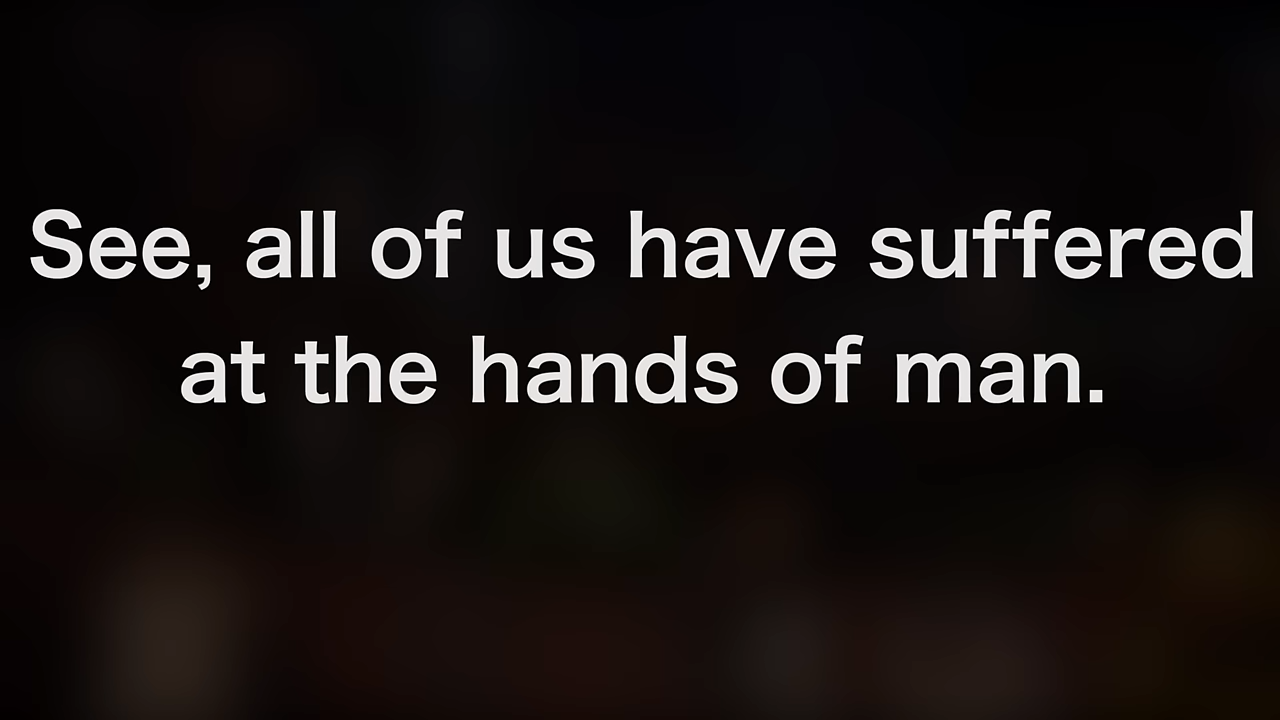 See, all of us have suffered
at the hands of man.